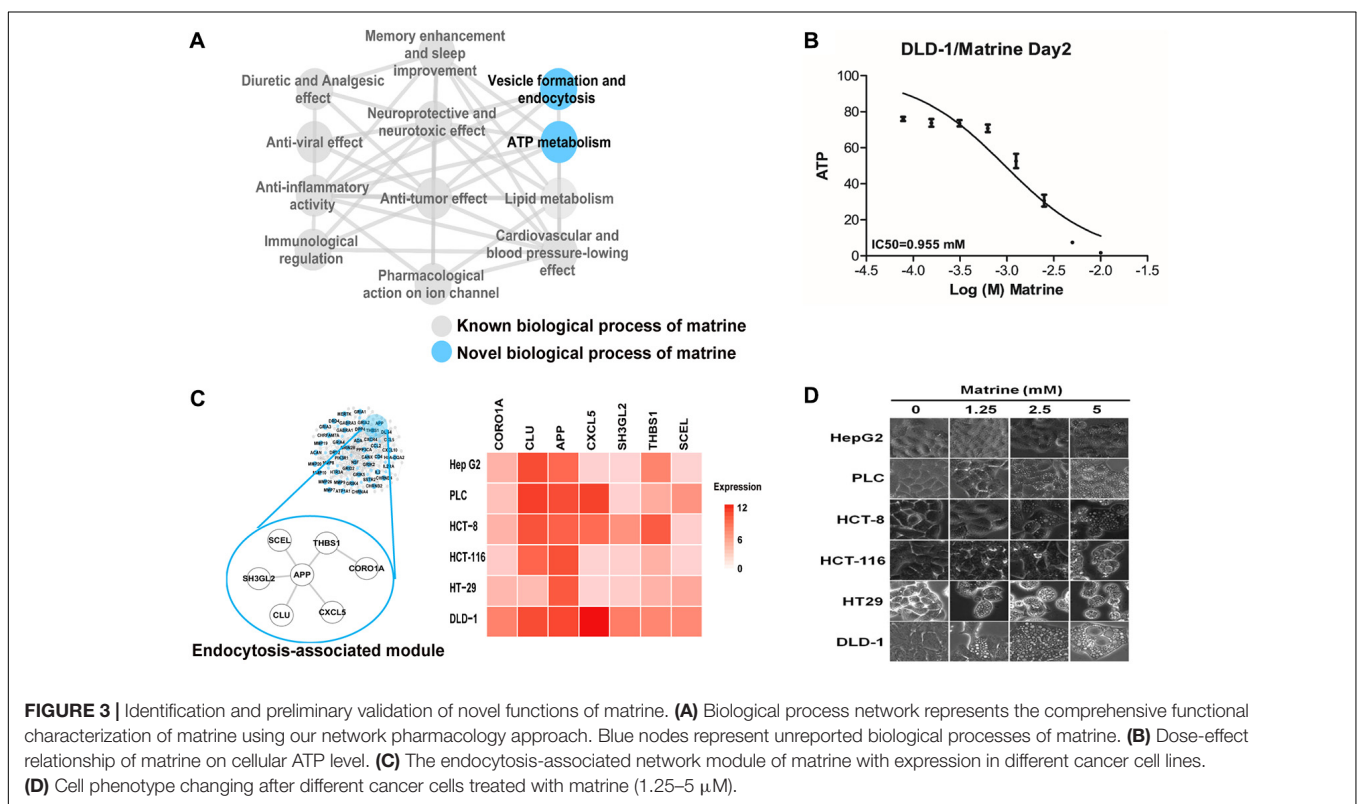 A
Memory enhancement
and sleep
improvement
Diuretic and Analgesic
effect
Vesicle formation and
endocytosis
Neuroprotective and
neurotoxic effect
Anti-viral effect
ATP metabolism
Anti-inflammatory
activity
Anti-tumor effect
Lipid metabolism
Immunological
regulation
Cardiovascular and
blood pressure-lowing
effect
Pharmacological
action on ion channel
Known biological process of matrine
Novel biological process of matrine
B
DLD-1/Matrine Day2
100
80
60
40
20
0
ATP
IC50=0.955 mM
-4.5 -4.0 -3.5 -3.0 -2.5 -2.0 -1.5
Log (M) Matrine
C
SCEL
THBS1
CORO1A
APP
SH3GL2
CLU
CXCL5
Endocytosis-associated module
CORO1A CLU APP CXCL5 SH3GL2 THBS1 SCEL
Hep G2
PLC
HCT-8
HCT-116
HT-29
DLD-1
Expression
12
6
0
D
Matrine (mM)
0 1.25 2.5 5
HepG2
PLC
HCT-8
HCT-116
HT29
DLD-1
FIGURE 3 | Identification and preliminary validation of novel functions of matrine. (A) Biological process network represents the comprehensive functional
characterization of matrine using our network pharmacology approach. Blue nodes represent unreported biological processes of matrine. (B) Dose-effect
relationship of matrine on cellular ATP level. (C) The endocytosis-associated network module of matrine with expression in different cancer cell lines.
(D) Cell phenotype changing after different cancer cells treated with matrine (1.25–5 μM).